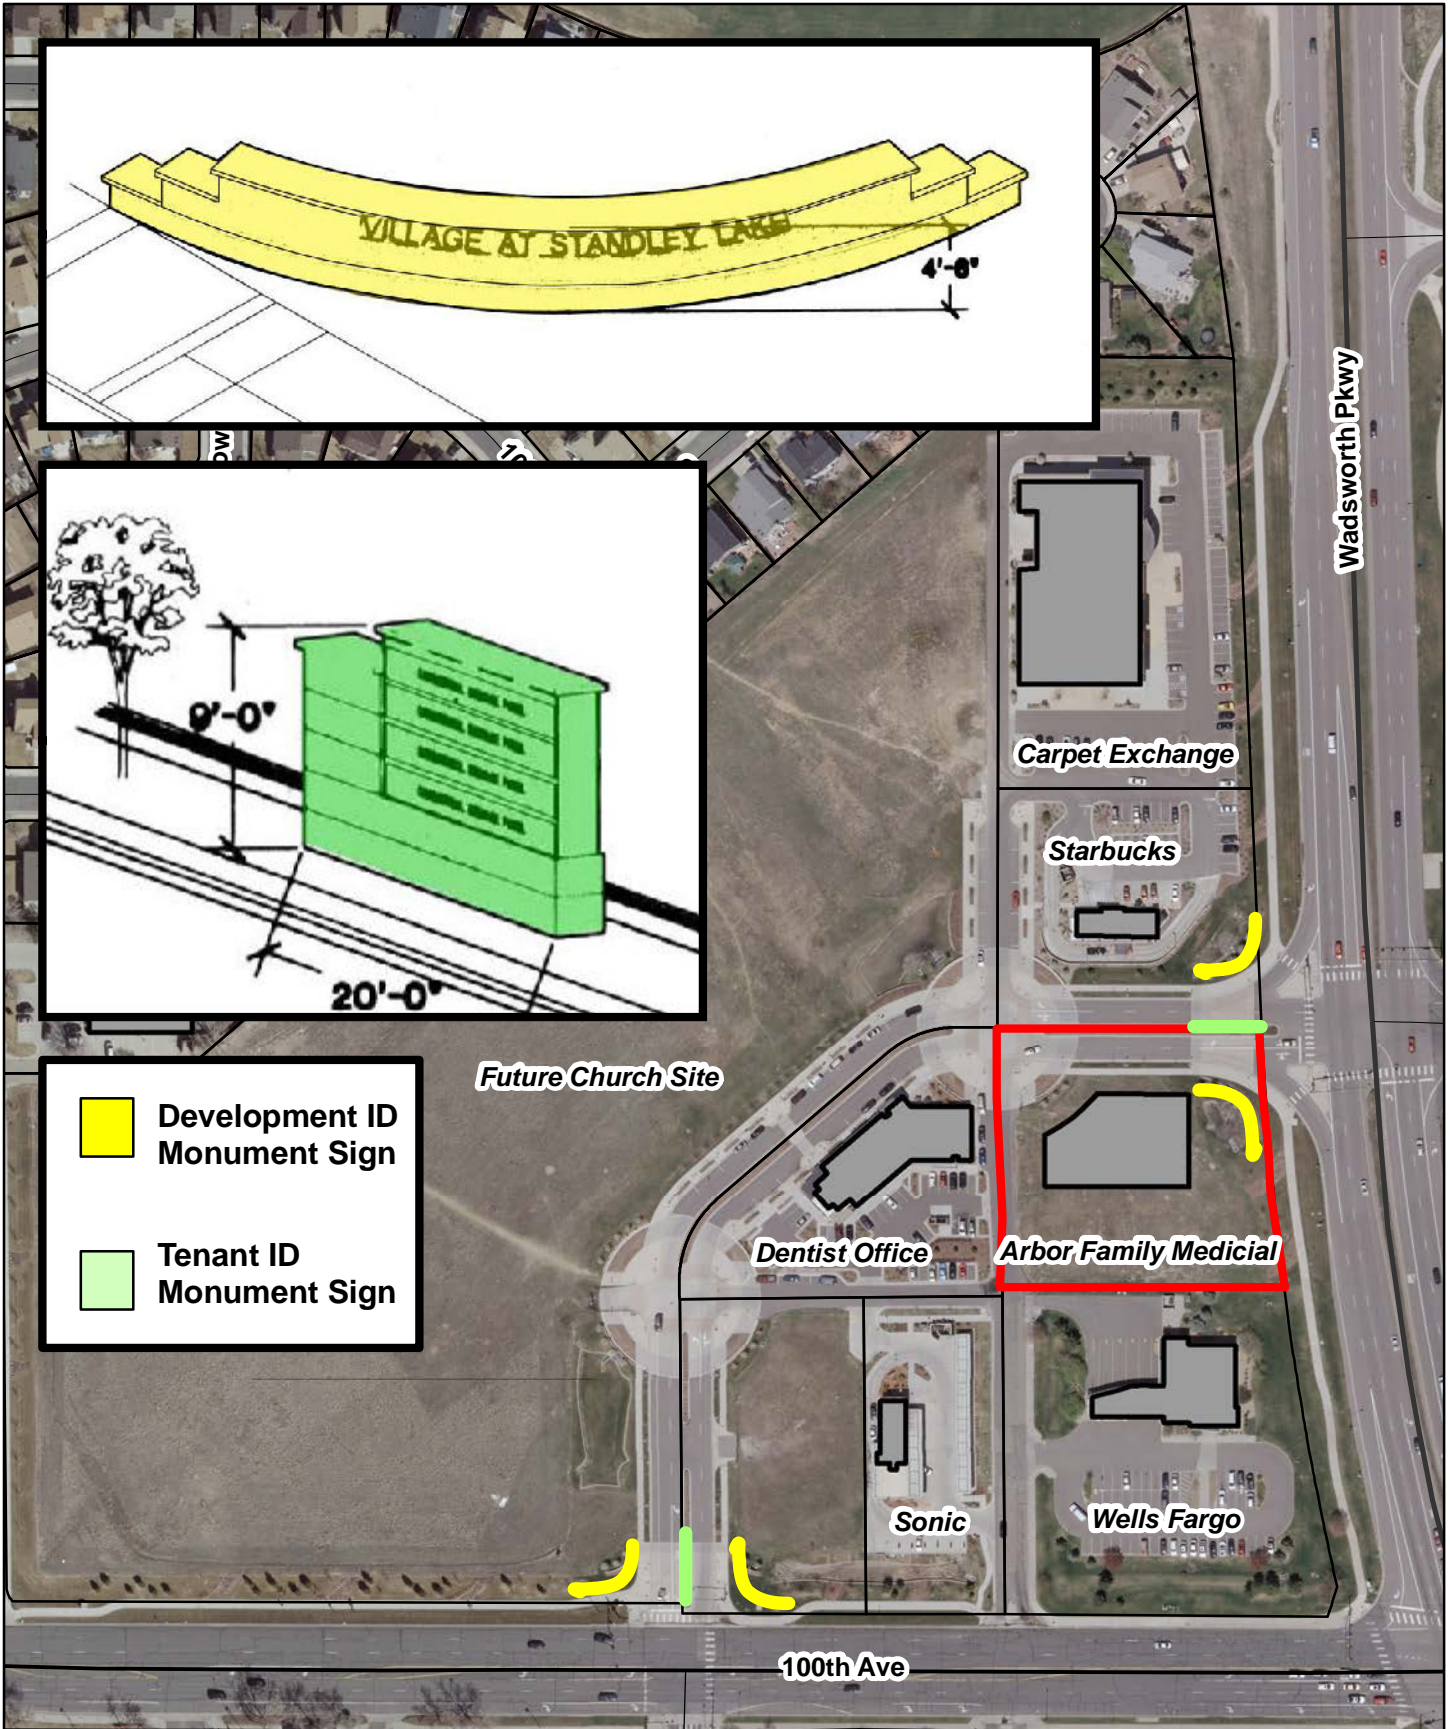 VILLAGE AT STANDLEY LAKE
4'-6"
Wadsworth Pkwy
9'-0"
20'-0"
Carpet Exchange
Starbucks
Future Church Site
Development ID
Monument Sign
Tenant ID
Monument Sign
Dentist Office
Arbor Family Medicial
Sonic
Wells Fargo
100th Ave